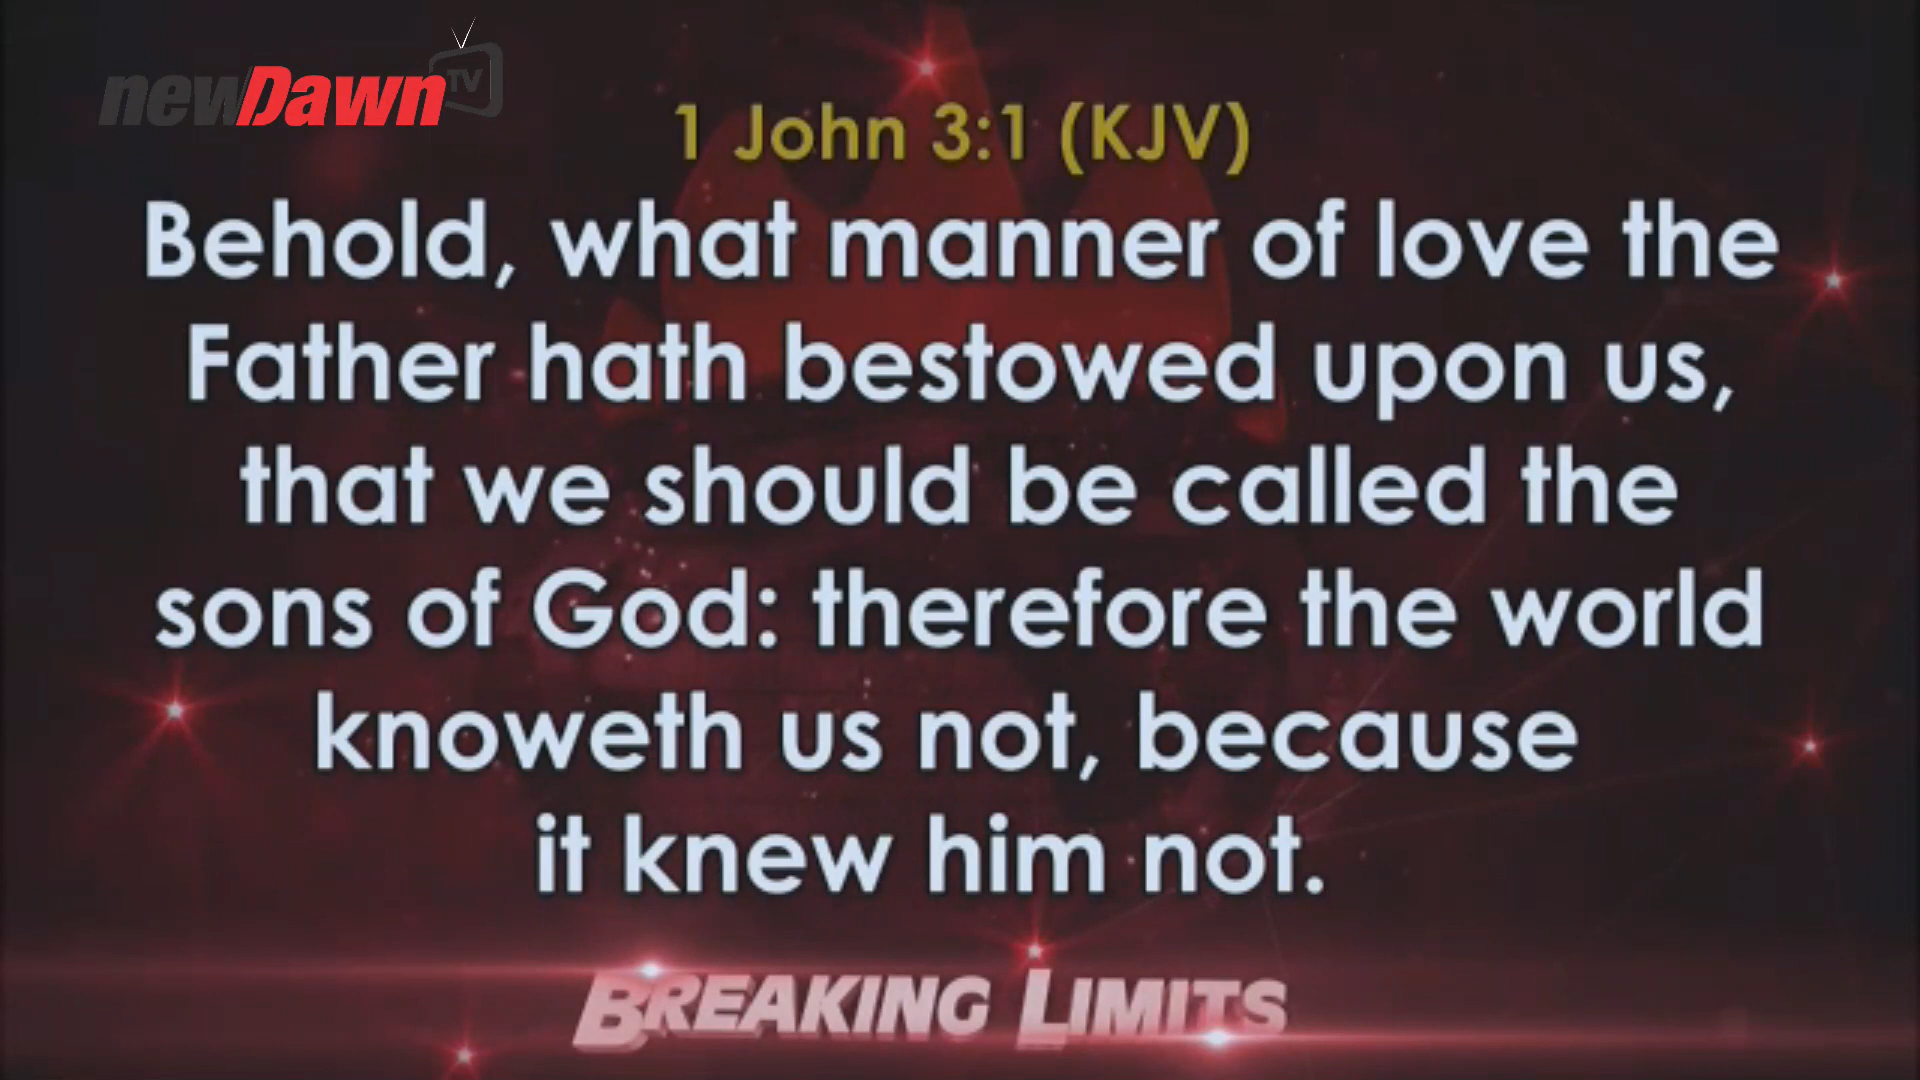 newDawn TV
1 John 3:1 (KJV)
Behold, what manner of love the
Father hath bestowed upon us,
that we should be called the
sons of God: therefore the world
knoweth us not, because
it knew him not.
BREAKING LIMITS